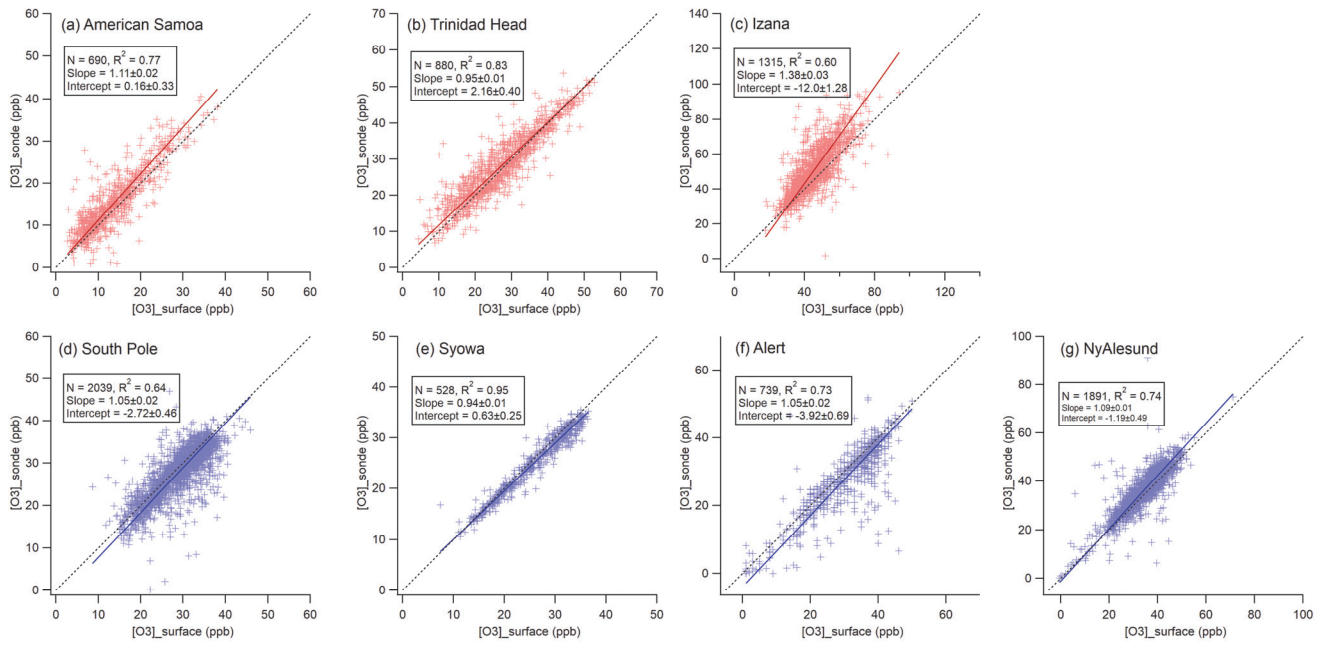 (a) American Samoa
N = 690, R² = 0.77
Slope = 1.11±0.02
Intercept = 0.16±0.33
60
50
40
30
20
10
0
[O3]_sonde (ppb)
0 10 20 30 40 50 60
[O3]_surface (ppb)
(b) Trinidad Head
N = 880, R² = 0.83
Slope = 0.95±0.01
Intercept = 2.16±0.40
70
60
50
40
30
20
10
0
[O3]_sonde (ppb)
0 10 20 30 40 50 60 70
[O3]_surface (ppb)
(c) Izana
N = 1315, R² = 0.60
Slope = 1.38±0.03
Intercept = -12.0±1.28
140
120
100
80
60
40
20
0
[O3]_sonde (ppb)
0 40 80 120
[O3]_surface (ppb)
(d) South Pole
N = 2039, R² = 0.64
Slope = 1.05±0.02
Intercept = -2.72±0.46
60
50
40
30
20
10
0
[O3]_sonde (ppb)
0 10 20 30 40 50 60
[O3]_surface (ppb)
(e) Syowa
N = 528, R² = 0.95
Slope = 0.94±0.01
Intercept = 0.63±0.25
50
40
30
20
10
0
[O3]_sonde (ppb)
0 10 20 30 40 50
[O3]_surface (ppb)
(f) Alert
N = 739, R² = 0.73
Slope = 1.05±0.02
Intercept = -3.92±0.69
60
40
20
0
[O3]_sonde (ppb)
0 20 40 60
[O3]_surface (ppb)
(g) NyAlesund
N = 1891, R² = 0.74
Slope = 1.09±0.01
Intercept = -1.19±0.49
100
80
60
40
20
0
[O3]_sonde (ppb)
0 20 40 60 80 100
[O3]_surface (ppb)